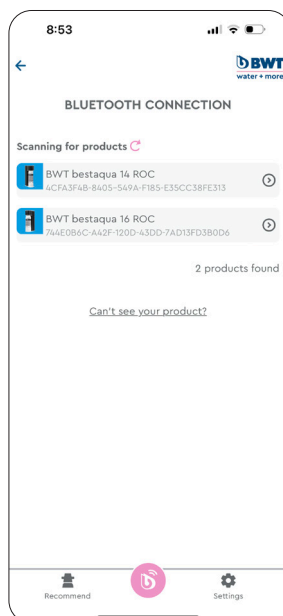 8:53
BWT
water + more
BLUETOOTH CONNECTION
Scanning for products
BWT bestaqua 14 ROC
4CFA3F4B-8405-549A-F185-E35CC38FE313
BWT bestaqua 16 ROC
744E0B6C-A42F-120D-43DD-7AD13FD3B0D6
2 products found
Can't see your product?
Recommend
Settings